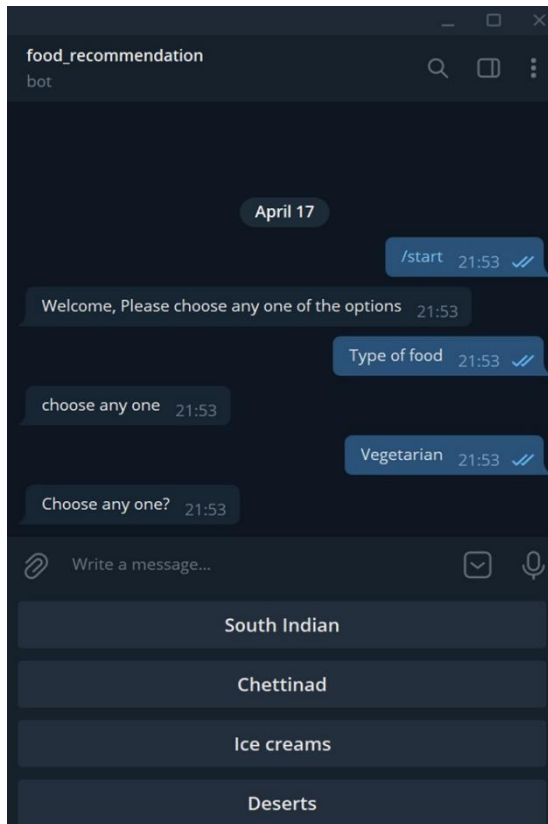 food_recommendation
bot
April 17
/start 21:53
Welcome, Please choose any one of the options 21:53
Type of food 21:53
choose any one 21:53
Vegetarian 21:53
Choose any one? 21:53
Write a message...
South Indian
Chettinad
Ice creams
Deserts